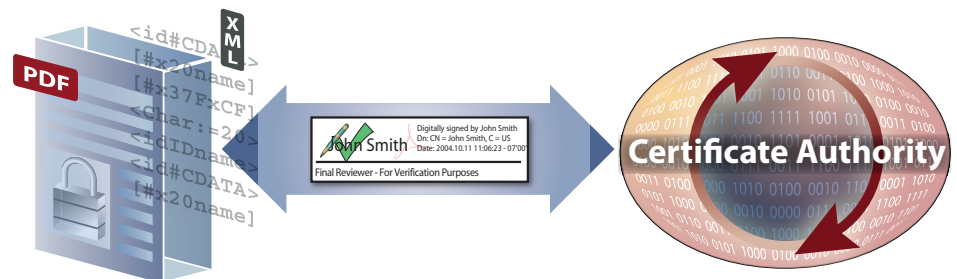 PDF
XML
<id#CDATA>
[#x20name]
[#x37FxCF]
<Char:=20>
<idIDname>
<id#CDATA>
[#x20name]
John Smith
Digitally signed by John Smith
Dn: CN = John Smith, C = US
Date: 2004.10.11 11:06:23 - 07'00'
Final Reviewer - For Verification Purposes
Certificate Authority